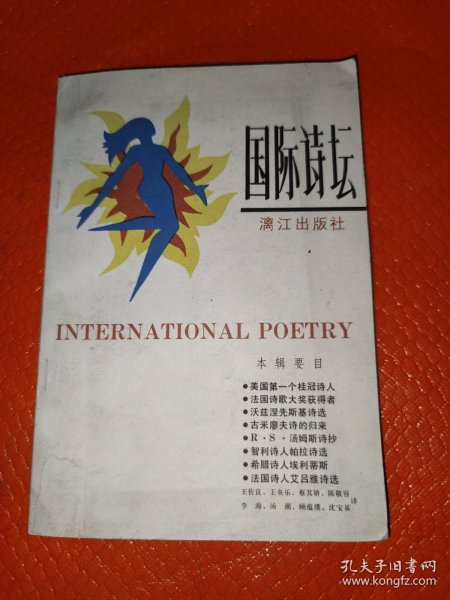 国际诗坛
漓江出版社
INTERNATIONAL POETRY
本辑要目
●美国第一个桂冠诗人
●法国诗歌大奖获得者
●沃兹涅先斯基诗选
●古米廖夫诗的归来
●R·S·汤姆斯诗抄
●智利诗人帕拉诗选
●希腊诗人埃利蒂斯
●法国诗人艾吕雅诗选
王佐良、王央乐、蔡其矫、陈敬容
李海、汤潮、顾蕴璞、沈宝基
译
孔夫子旧书网
www.kongfz.com